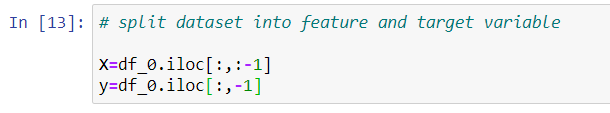 In [13]: # split dataset into feature and target variable
X=df_0.iloc[:,:-1]
y=df_0.iloc[:,-1]